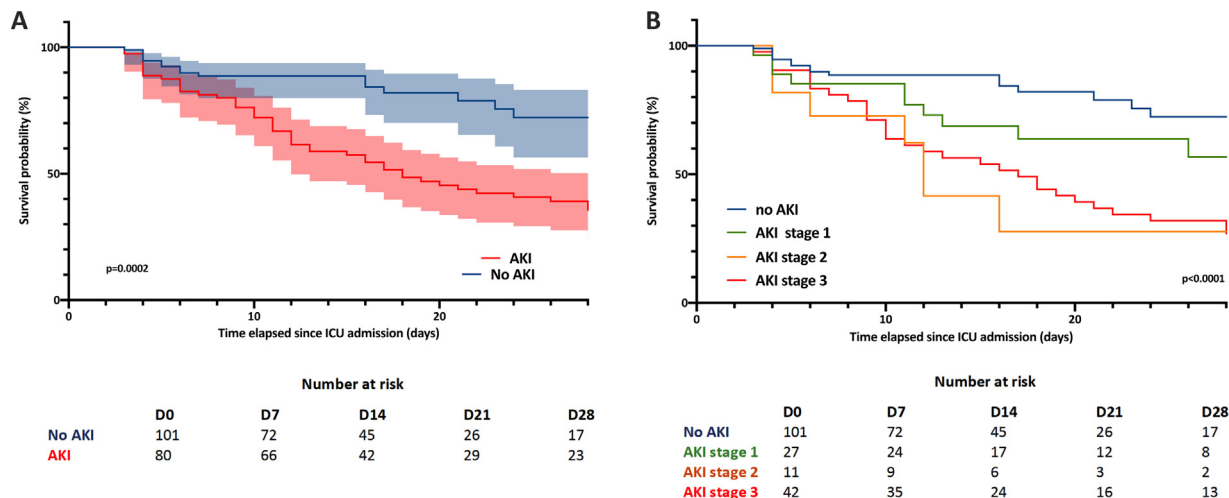 A
100
50
0
Survival probability (%)
p=0.0002
AKI
No AKI
0 10 20
Time elapsed since ICU admission (days)
Number at risk
D0 D7 D14 D21 D28
No AKI 101 72 45 26 17
AKI 80 66 42 29 23
B
100
50
0
Survival probability (%)
no AKI
AKI stage 1
AKI stage 2
AKI stage 3
p<0.0001
0 10 20
Time elapsed since ICU admission (days)
Number at risk
D0 D7 D14 D21 D28
No AKI 101 72 45 26 17
AKI stage 1 27 24 17 12 8
AKI stage 2 11 9 6 3 2
AKI stage 3 42 35 24 16 13